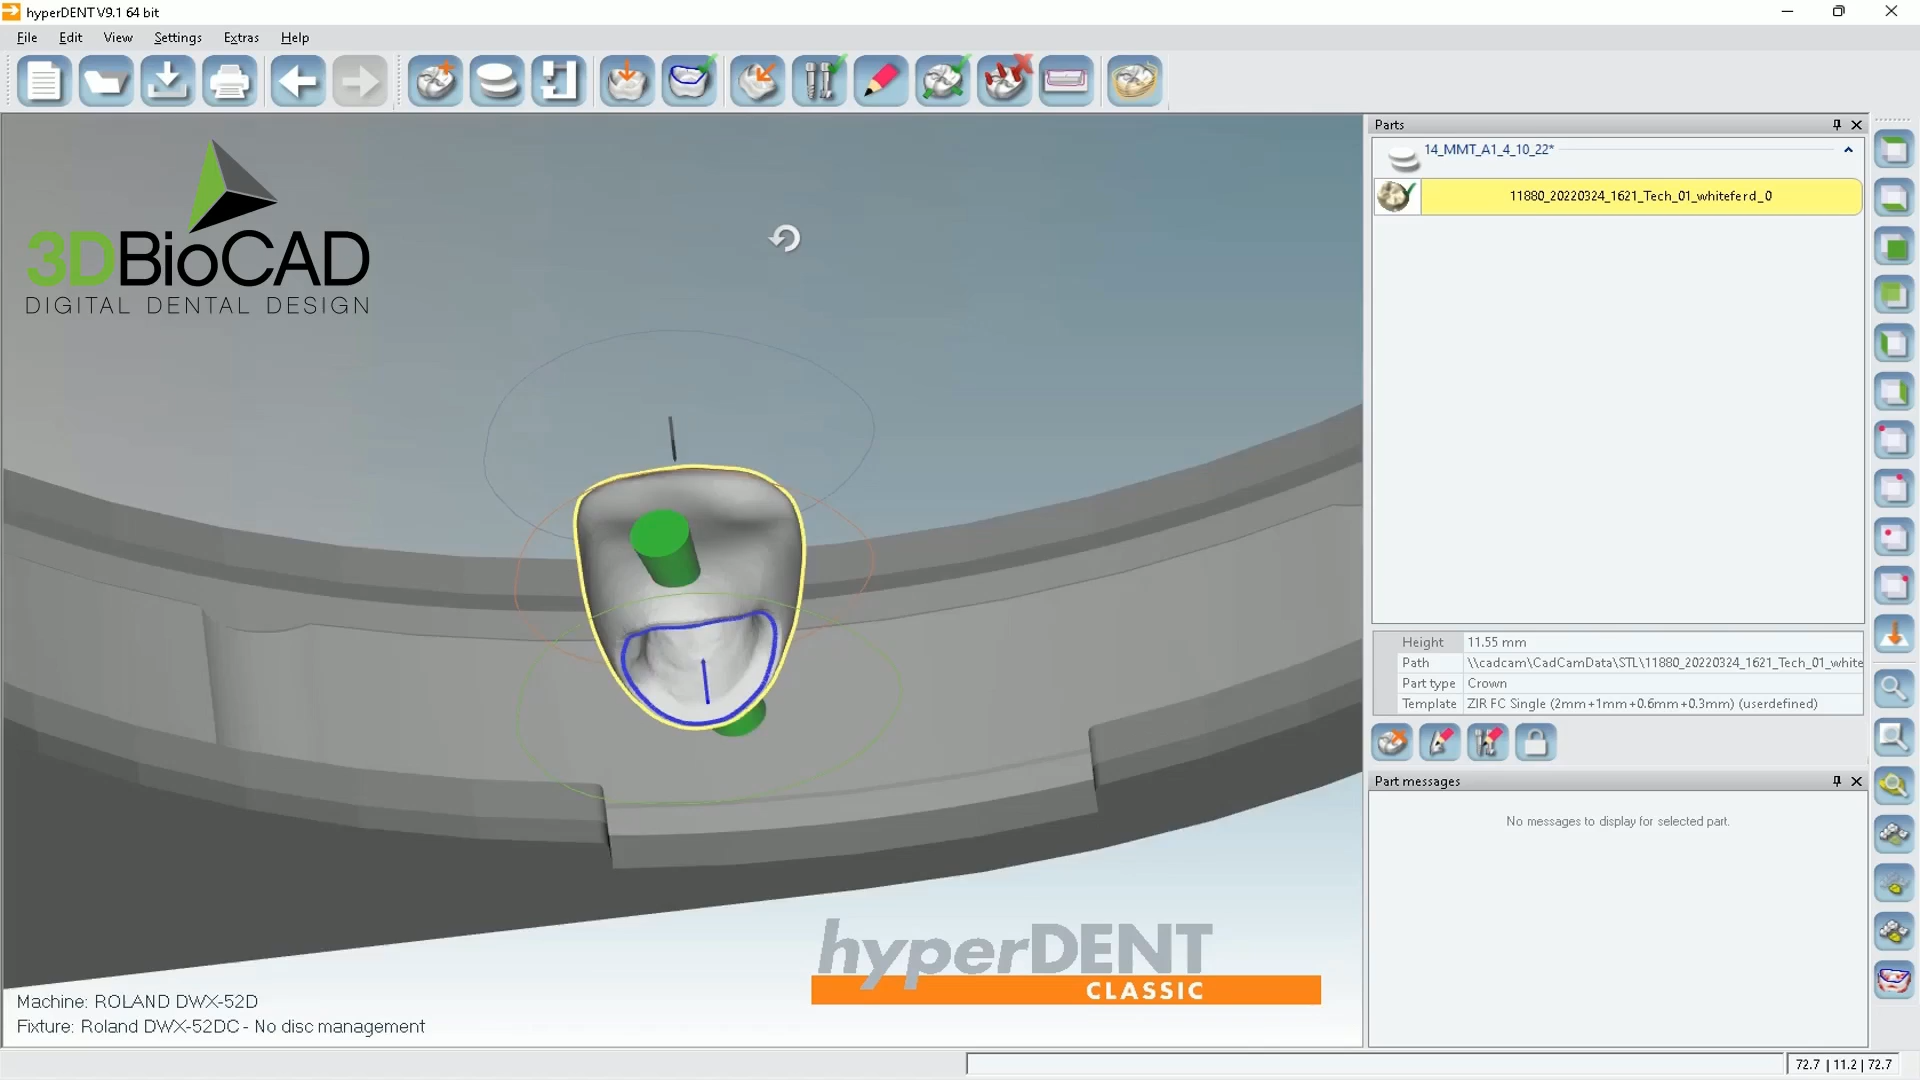 hyperDENT V9.1 64 bit
File Edit View Settings Extras Help
Parts
14_MMT_A1_4_10_22*
11880_20220324_1621_Tech_01_whiteferd_0
3DBioCAD
DIGITAL DENTAL DESIGN
Height 11.55 mm
Path \\cadcam\CadCamData\STL\11880_20220324_1621_Tech_01_white
Part type Crown
Template ZIR FC Single (2mm+1mm+0.6mm+0.3mm) (userdefined)
Part messages
No messages to display for selected part.
hyperDENT
CLASSIC
Machine: ROLAND DWX-52D
Fixture: Roland DWX-52DC - No disc management
72.7 | 11.2 | 72.7